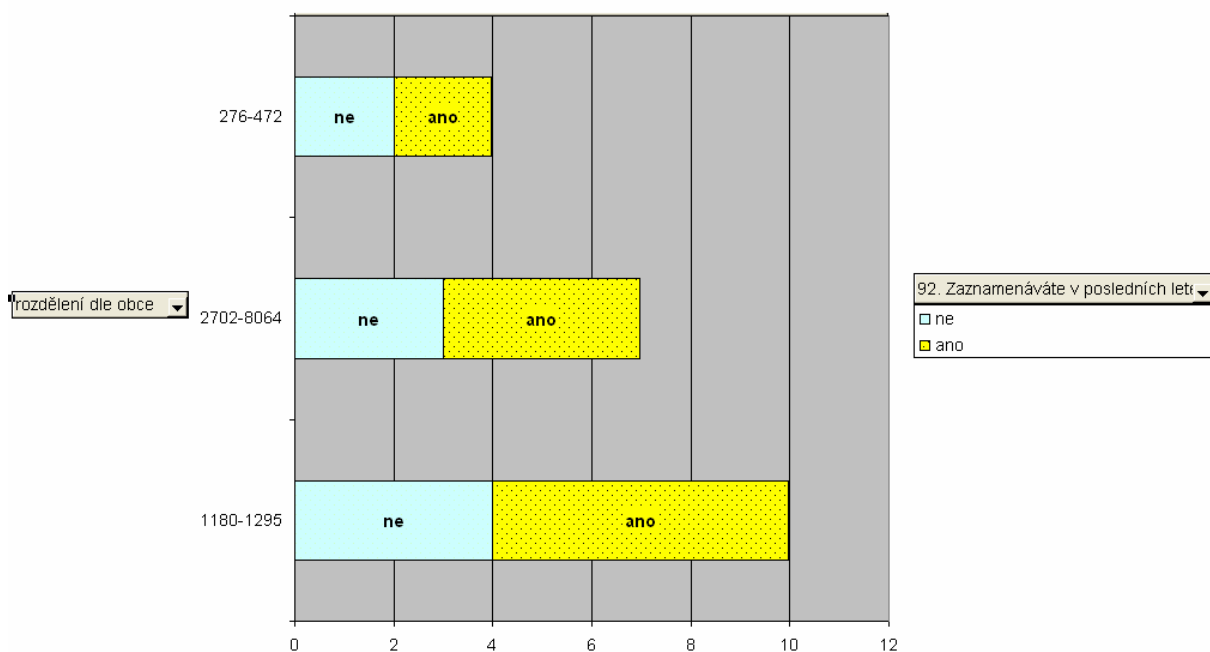 276-472
ne
ano
rozdělení dle obce
2702-8064
ne
ano
92. Zaznamenáváte v posledních lete
ne
ano
1180-1295
ne
ano
0 2 4 6 8 10 12